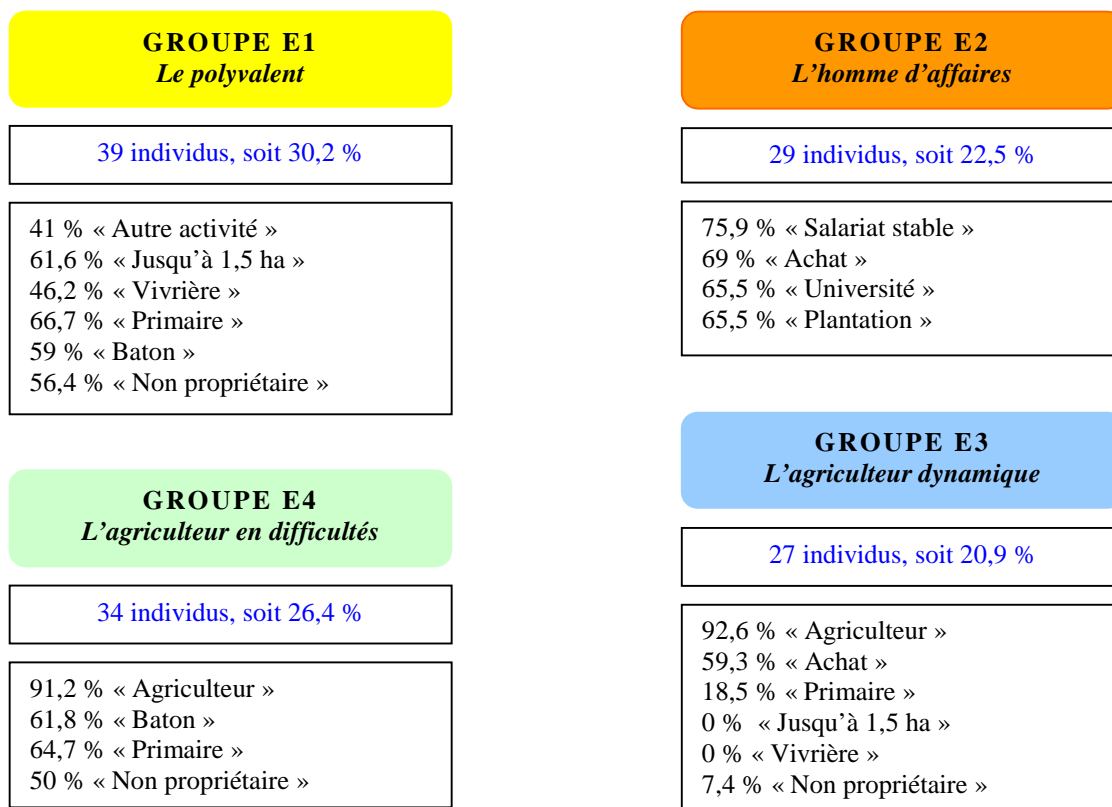 GROUPE E1
Le polyvalent
39 individus, soit 30,2 %
41 % « Autre activité »
61,6 % « Jusqu’à 1,5 ha »
46,2 % « Vivrière »
66,7 % « Primaire »
59 % « Baton »
56,4 % « Non propriétaire »
GROUPE E2
L’homme d’affaires
29 individus, soit 22,5 %
75,9 % « Salariat stable »
69 % « Achat »
65,5 % « Université »
65,5 % « Plantation »
GROUPE E4
L’agriculteur en difficultés
34 individus, soit 26,4 %
91,2 % « Agriculteur »
61,8 % « Baton »
64,7 % « Primaire »
50 % « Non propriétaire »
GROUPE E3
L’agriculteur dynamique
27 individus, soit 20,9 %
92,6 % « Agriculteur »
59,3 % « Achat »
18,5 % « Primaire »
0 % « Jusqu’à 1,5 ha »
0 % « Vivrière »
7,4 % « Non propriétaire »